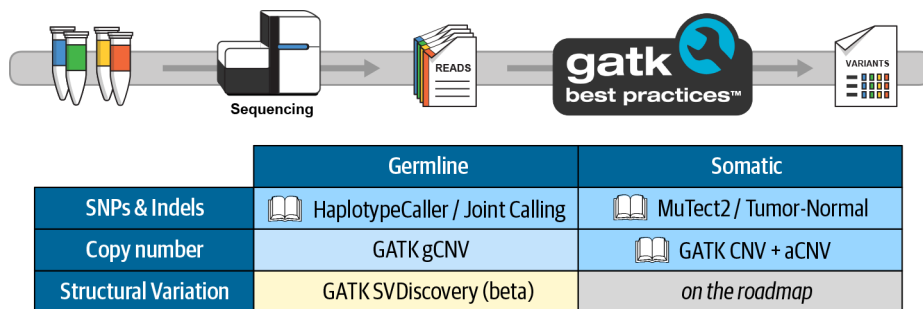 Sequencing
READS
gatk
best practices™
VARIANTS
Germline
Somatic
SNPs & Indels
HaplotypeCaller / Joint Calling
MuTect2 / Tumor-Normal
Copy number
GATK gCNV
GATK CNV + aCNV
Structural Variation
GATK SVDiscovery (beta)
on the roadmap